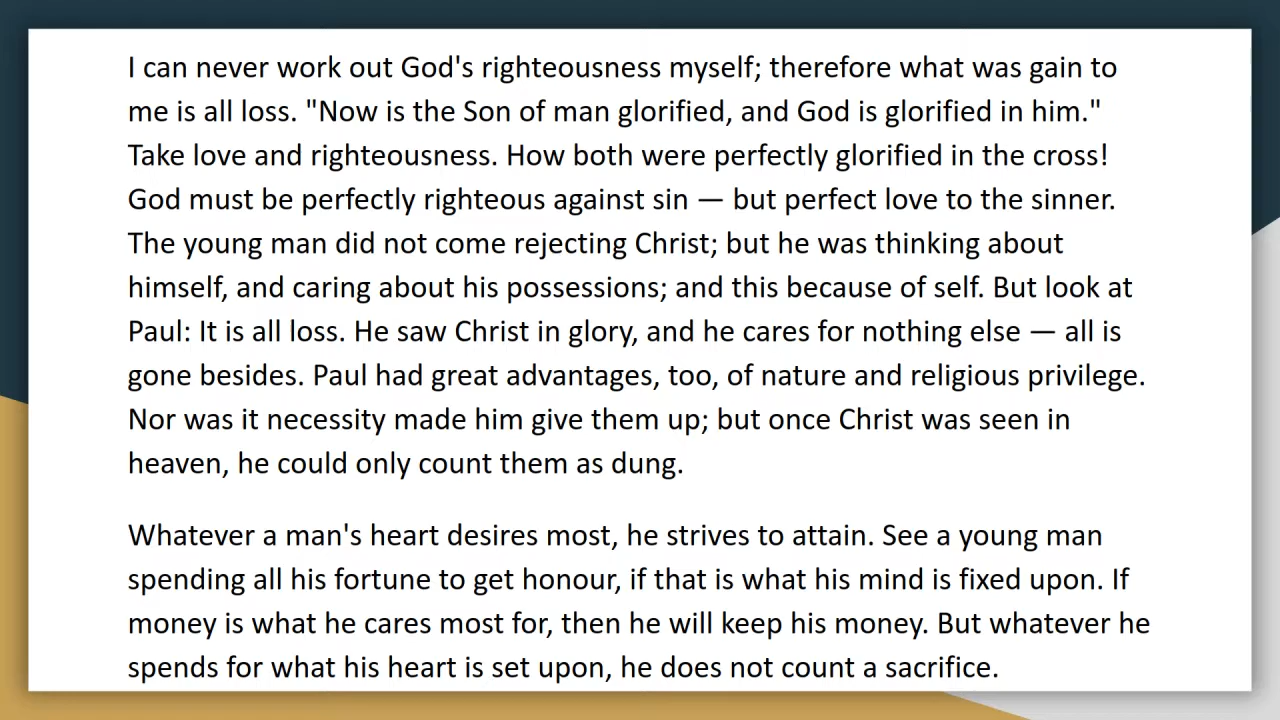 I can never work out God's righteousness myself; therefore what was gain to
me is all loss. "Now is the Son of man glorified, and God is glorified in him."
Take love and righteousness. How both were perfectly glorified in the cross!
God must be perfectly righteous against sin — but perfect love to the sinner.
The young man did not come rejecting Christ; but he was thinking about
himself, and caring about his possessions; and this because of self. But look at
Paul: It is all loss. He saw Christ in glory, and he cares for nothing else — all is
gone besides. Paul had great advantages, too, of nature and religious privilege.
Nor was it necessity made him give them up; but once Christ was seen in
heaven, he could only count them as dung.
Whatever a man's heart desires most, he strives to attain. See a young man
spending all his fortune to get honour, if that is what his mind is fixed upon. If
money is what he cares most for, then he will keep his money. But whatever he
spends for what his heart is set upon, he does not count a sacrifice.